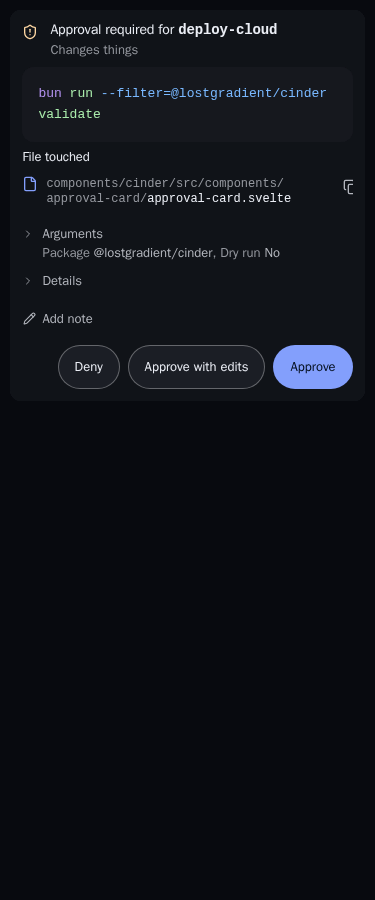 Approval required for deploy-cloud
Changes things
bun run --filter=@lostgradient/cinder
validate
File touched
components/cinder/src/components/
approval-card/approval-card.svelte
Arguments
Package @lostgradient/cinder, Dry run No
Details
Add note
Deny
Approve with edits
Approve